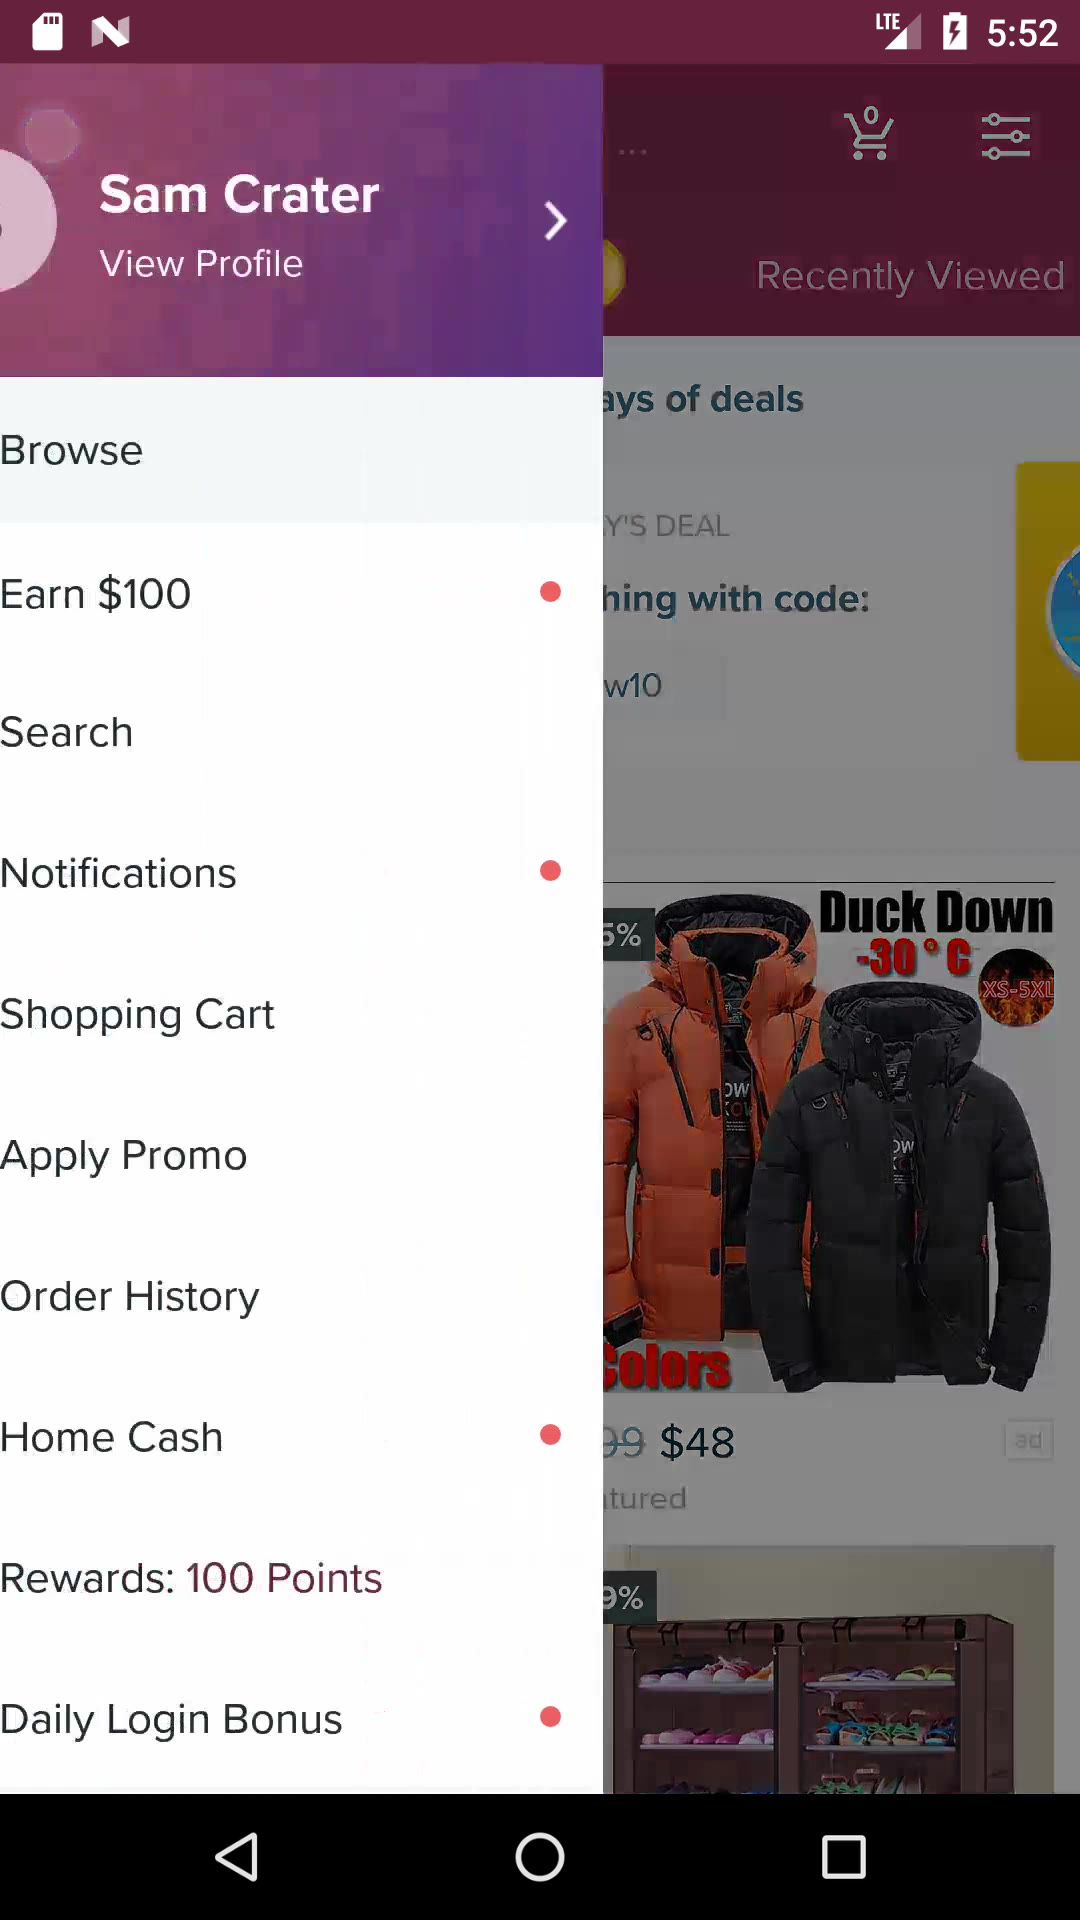 LTE
5:52
0
Sam Crater
View Profile
...
Recently Viewed
Browse
ays of deals
Y'S DEAL
Earn $100
hing with code:
w10
Search
Notifications
Duck Down
-30°C
5%
XS-5XL
Shopping Cart
Apply Promo
Order History
Colors
Home Cash
99 $48
ad
tured
Rewards: 100 Points
9%
Daily Login Bonus